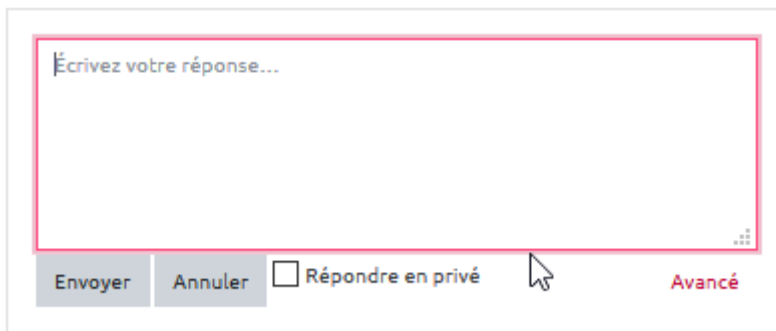 Écrivez votre réponse...
Envoyer Annuler Répondre en privé Avancé